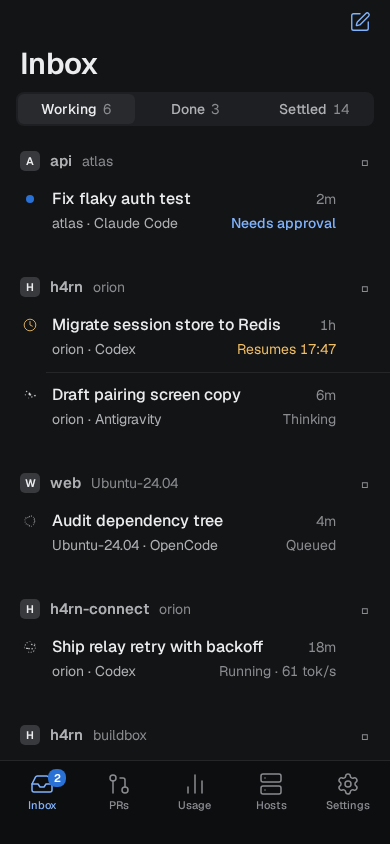 Inbox
Working 6 Done 3 Settled 14
A api atlas
Fix flaky auth test 2m
atlas · Claude Code Needs approval
H h4rn orion
Migrate session store to Redis 1h
orion · Codex Resumes 17:47
Draft pairing screen copy 6m
orion · Antigravity Thinking
W web Ubuntu-24.04
Audit dependency tree 4m
Ubuntu-24.04 · OpenCode Queued
H h4rn-connect orion
Ship relay retry with backoff 18m
orion · Codex Running · 61 tok/s
H h4rn buildbox
2
Inbox PRs Usage Hosts Settings